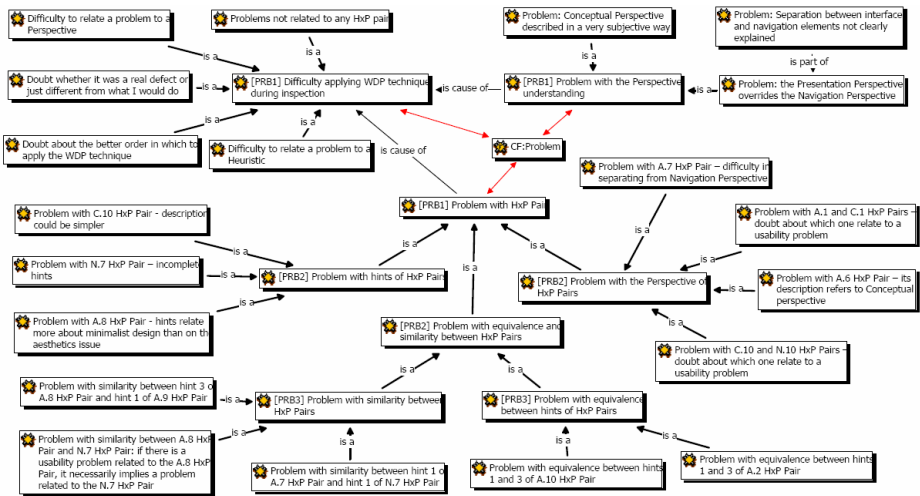 Difficulty to relate a problem to a
Perspective
Problems not related to any HxP pair
Problem: Conceptual Perspective
described in a very subjective way
Problem: Separation between interface
and navigation elements not clearly
explained
is a
is a
is a
is part of
Doubt whether it was a real defect or
just different from what I would do
is a
[PRB1] Difficulty applying WDP technique
during inspection
is cause of
[PRB1] Problem with the Perspective
understanding
is a
Problem: the Presentation Perspective
overrides the Navigation Perspective
is a
is a
Doubt about the better order in which to
apply the WDP technique
Difficulty to relate a problem to a
Heuristic
is cause of
CF:Problem
Problem with A.7 HxP Pair – difficulty in
separating from Navigation Perspective
[PRB1] Problem with HxP Pair
Problem with C.10 HxP Pair - description
could be simpler
Problem with A.1 and C.1 HxP Pairs –
doubt about which one relate to a
usability problem
is a
is a
is a
is a
is a
is a
Problem with N.7 HxP Pair – incomplete
hints
is a
[PRB2] Problem with hints of HxP Pairs
[PRB2] Problem with the Perspective of
HxP Pairs
is a
Problem with A.6 HxP Pair – its
description refers to Conceptual
perspective
is a
Problem with A.8 HxP Pair - hints relate
more about minimalist design than on the
aesthetics issue
[PRB2] Problem with equivalence and
similarity between HxP Pairs
is a
Problem with C.10 and N.10 HxP Pairs –
doubt about which one relate to a
usability problem
is a
is a
Problem with similarity between hint 3 of
A.8 HxP Pair and hint 1 of A.9 HxP Pair
is a
[PRB3] Problem with similarity between
HxP Pairs
[PRB3] Problem with equivalence
between hints of HxP Pairs
is a
Problem with similarity between A.8 HxP
Pair and N.7 HxP Pair: if there is a
usability problem related to the A.8 HxP
Pair, it necessarily implies a problem
related to the N.7 HxP Pair
is a
is a
is a
Problem with similarity between hint 1 of
A.7 HxP Pair and hint 1 of N.7 HxP Pair
Problem with equivalence between hints
1 and 3 of A.10 HxP Pair
Problem with equivalence between hints
1 and 3 of A.2 HxP Pair